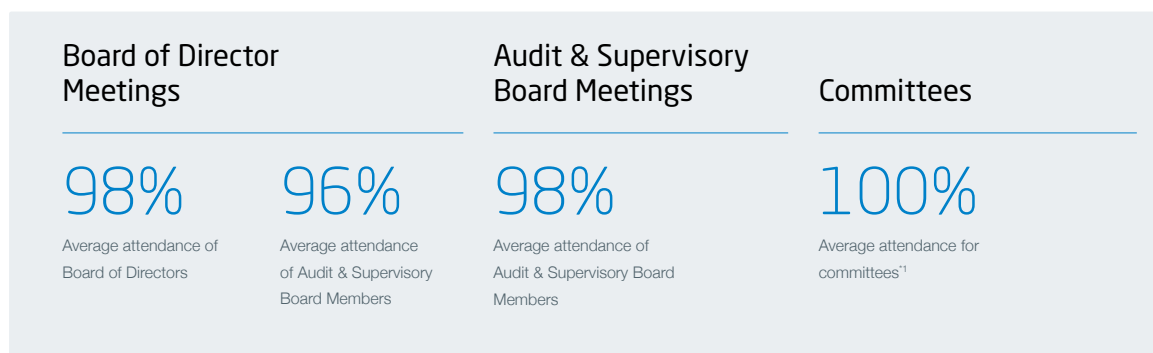 Board of Director
Meetings
98%
Average attendance of
Board of Directors
96%
Average attendance
of Audit & Supervisory
Board Members
Audit & Supervisory
Board Meetings
98%
Average attendance of
Audit & Supervisory Board
Members
Committees
100%
Average attendance for
committees*1